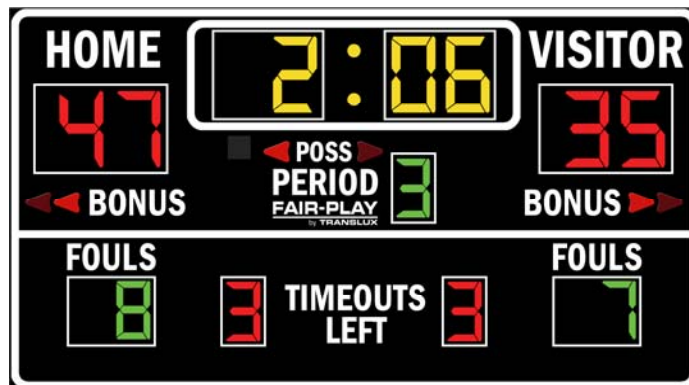 HOME 2:06 VISITOR
47 35
POSS
PERIOD 3
FAIR-PLAY
by TRANSLUX
BONUS BONUS
FOULS FOULS
8 3 TIMEOUTS LEFT 3 7